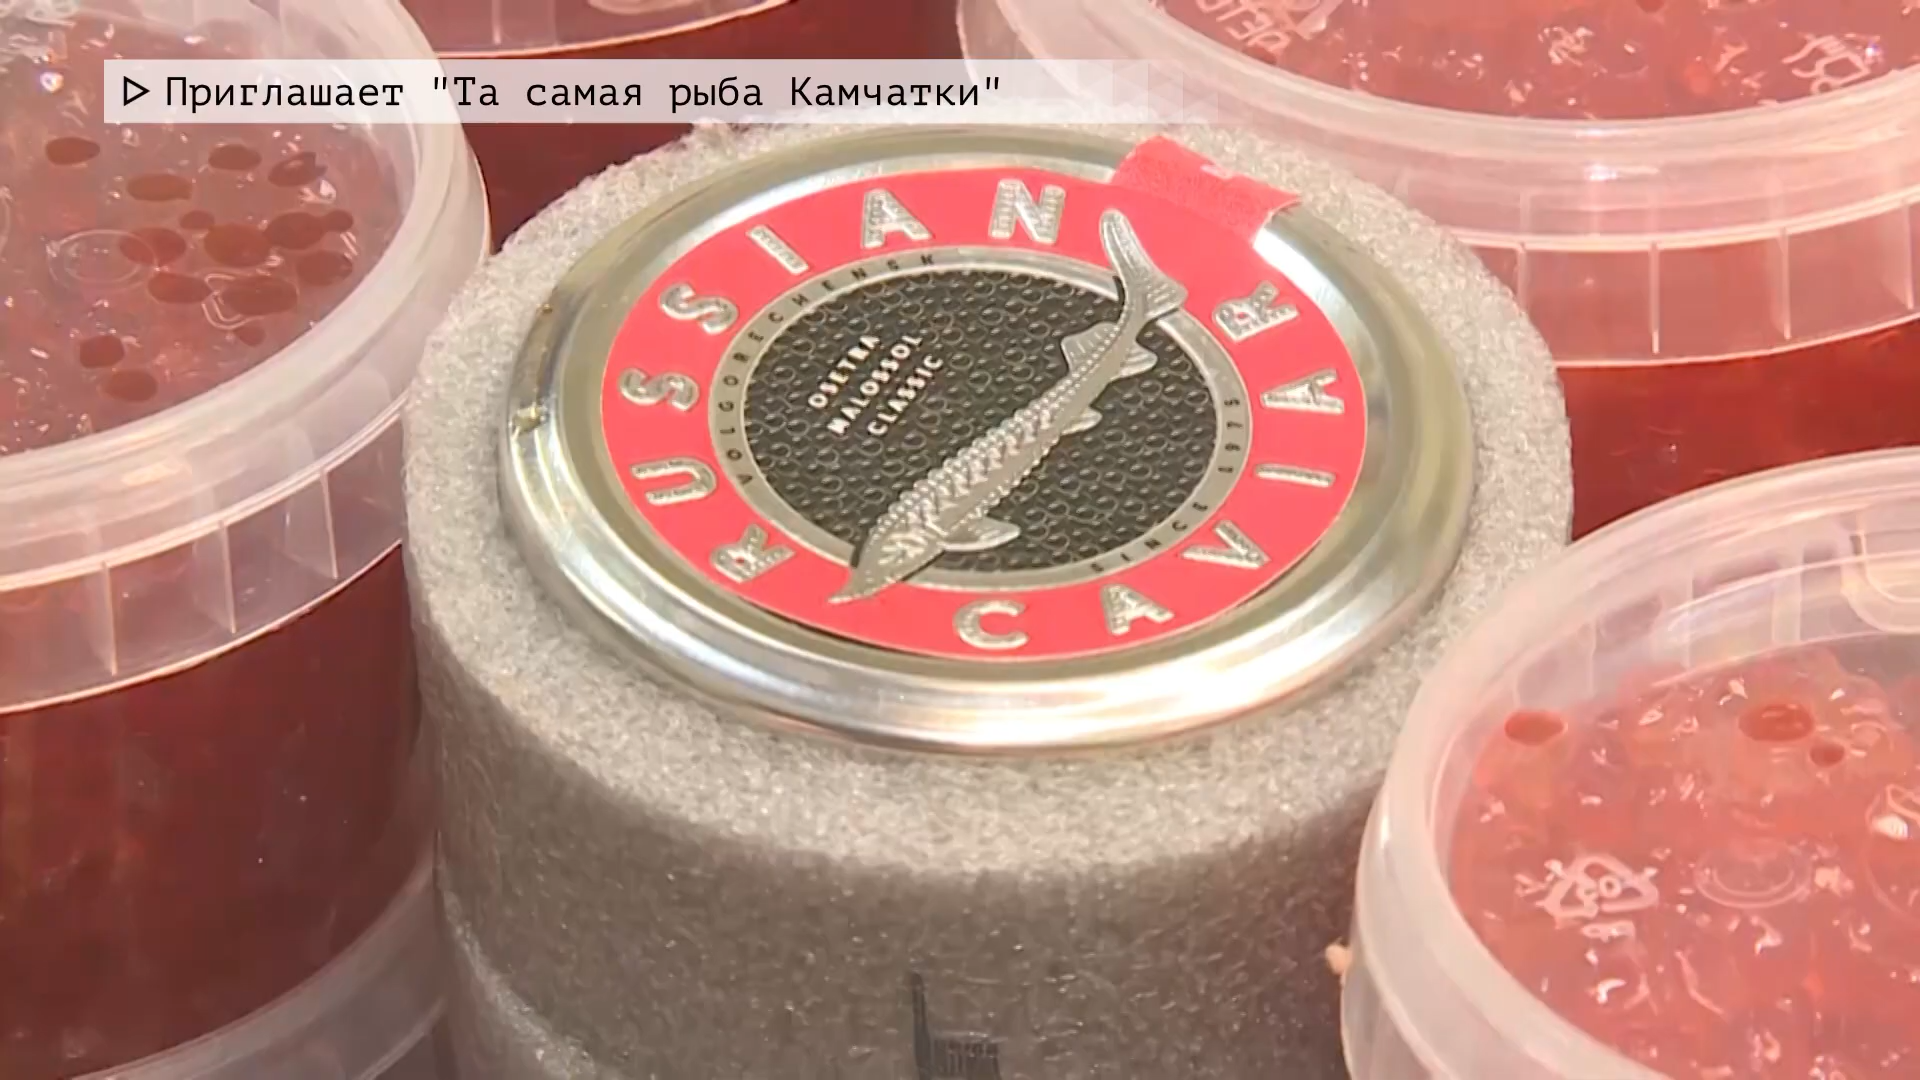 Приглашает "Та самая рыба Камчатки"
RUSSIAN
CAVIAR
VOLGORECHENSK
OSETRA
MALOSSOL
CLASSIC
SINCE 1975